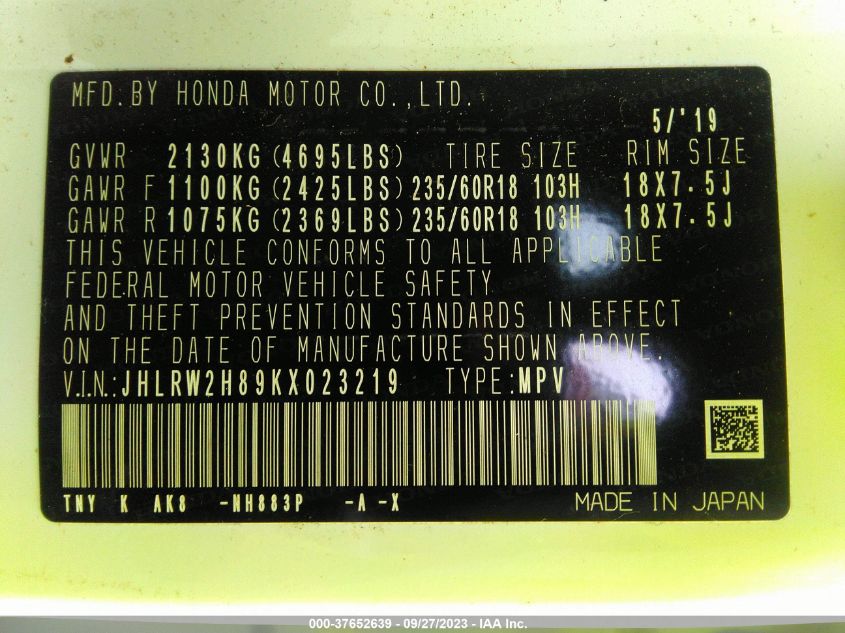 MFD.BY HONDA MOTOR CO.,LTD.
5/'19
GVWR 2130KG(4695LBS) TIRE SIZE RIM SIZE
GAWR F 1100KG(2425LBS) 235/60R18 103H 18X7.5J
GAWR R 1075KG(2369LBS) 235/60R18 103H 18X7.5J
THIS VEHICLE CONFORMS TO ALL APPLICABLE
FEDERAL MOTOR VEHICLE SAFETY
AND THEFT PREVENTION STANDARDS IN EFFECT
ON THE DATE OF MANUFACTURE SHOWN ABOVE.
V.I.N.:JHLRW2H89KX023219 TYPE:MPV
TNY K AK8 -NH883P -A -X MADE IN JAPAN
000-37652639 - 09/27/2023 - IAA Inc.